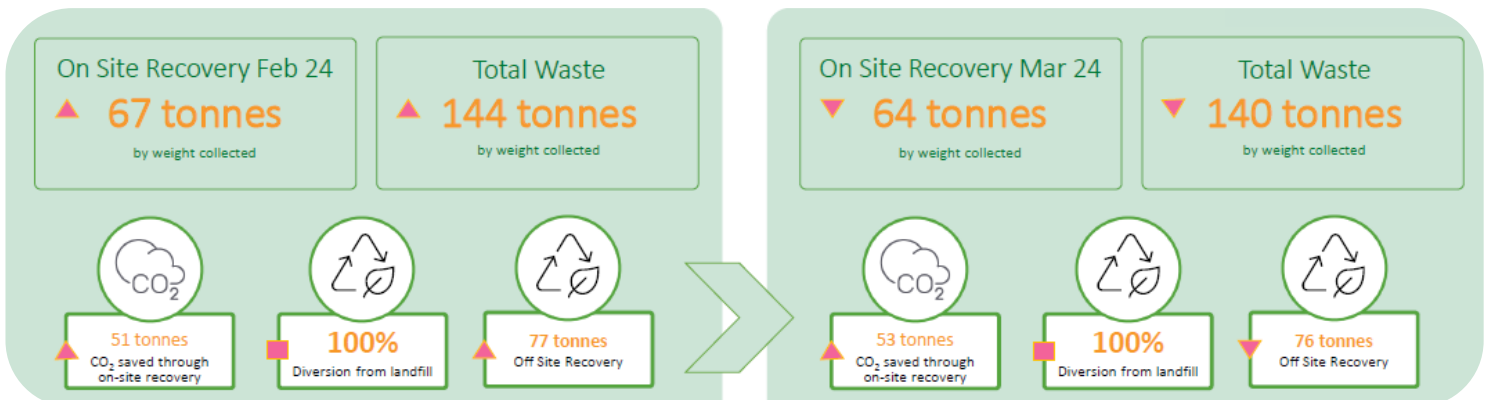 On Site Recovery Feb 24
67 tonnes
by weight collected
Total Waste
144 tonnes
by weight collected
CO2
51 tonnes
CO₂ saved through
on-site recovery
100%
Diversion from landfill
77 tonnes
Off Site Recovery
On Site Recovery Mar 24
64 tonnes
by weight collected
Total Waste
140 tonnes
by weight collected
CO2
53 tonnes
CO₂ saved through
on-site recovery
100%
Diversion from landfill
76 tonnes
Off Site Recovery